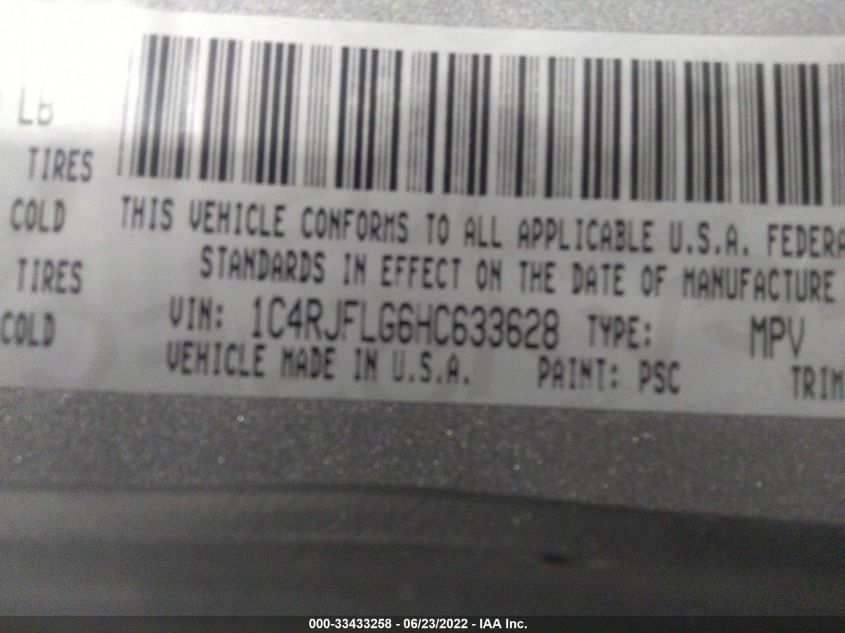 LB
TIRES
COLD
TIRES
COLD
THIS VEHICLE CONFORMS TO ALL APPLICABLE U.S.A. FEDERA
STANDARDS IN EFFECT ON THE DATE OF MANUFACTURE
VIN: 1C4RJFLG6HC633628 TYPE: MPV
VEHICLE MADE IN U.S.A. PAINT: PSC TRIM
000-33433258 - 06/23/2022 - IAA Inc.